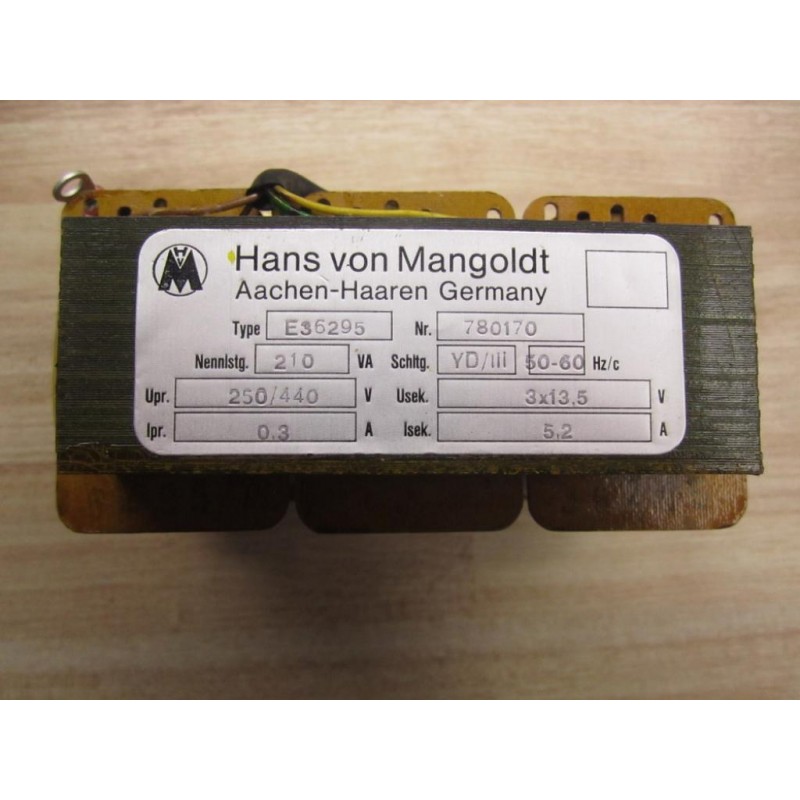 Hans von Mangoldt
Aachen-Haaren Germany
Type E36295 Nr. 780170
Nennlstg. 210 VA Schltg. YD/III 50-60 Hz/c
Upr. 250/440 V Usek. 3x13,5 V
Ipr. 0.3 A Isek. 5.2 A